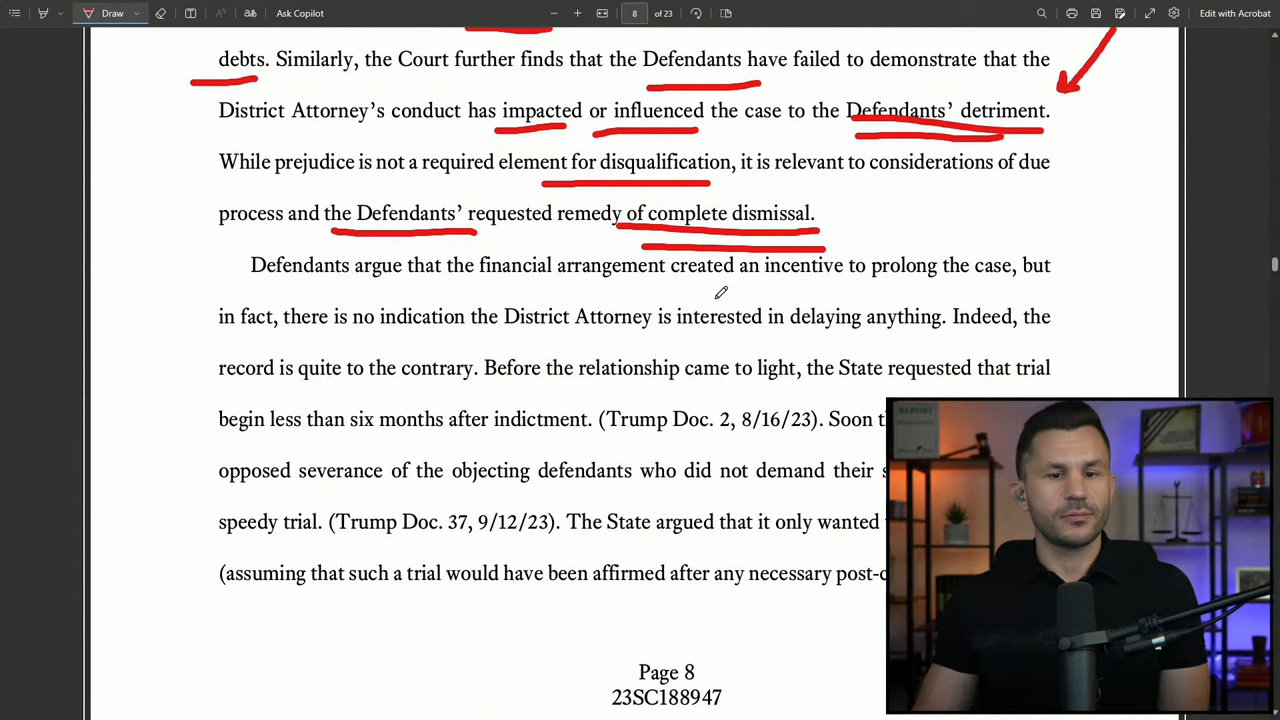 Draw
Ask Copilot
8 of 23
Edit with Acrobat
debts. Similarly, the Court further finds that the Defendants have failed to demonstrate that the
District Attorney's conduct has impacted or influenced the case to the Defendants' detriment.
While prejudice is not a required element for disqualification, it is relevant to considerations of due
process and the Defendants' requested remedy of complete dismissal.
Defendants argue that the financial arrangement created an incentive to prolong the case, but
in fact, there is no indication the District Attorney is interested in delaying anything. Indeed, the
record is quite to the contrary. Before the relationship came to light, the State requested that trial
begin less than six months after indictment. (Trump Doc. 2, 8/16/23). Soon
opposed severance of the objecting defendants who did not demand their
speedy trial. (Trump Doc. 37, 9/12/23). The State argued that it only wanted
(assuming that such a trial would have been affirmed after any necessary
REPORT
Page 8
23SC188947